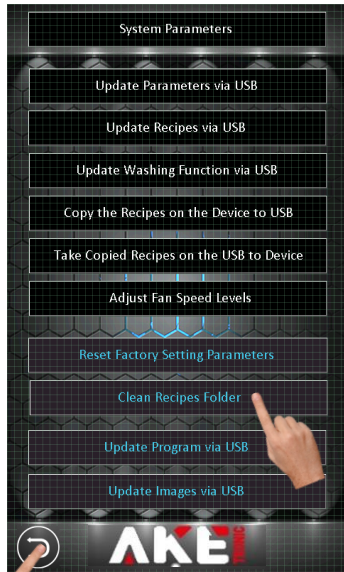 System Parameters
Update Parameters via USB
Update Recipes via USB
Update Washing Function via USB
Copy the Recipes on the Device to USB
Take Copied Recipes on the USB to Device
Adjust Fan Speed Levels
Reset Factory Setting Parameters
Clean Recipes Folder
Update Program via USB
Update Images via USB
AKE
TRONIC